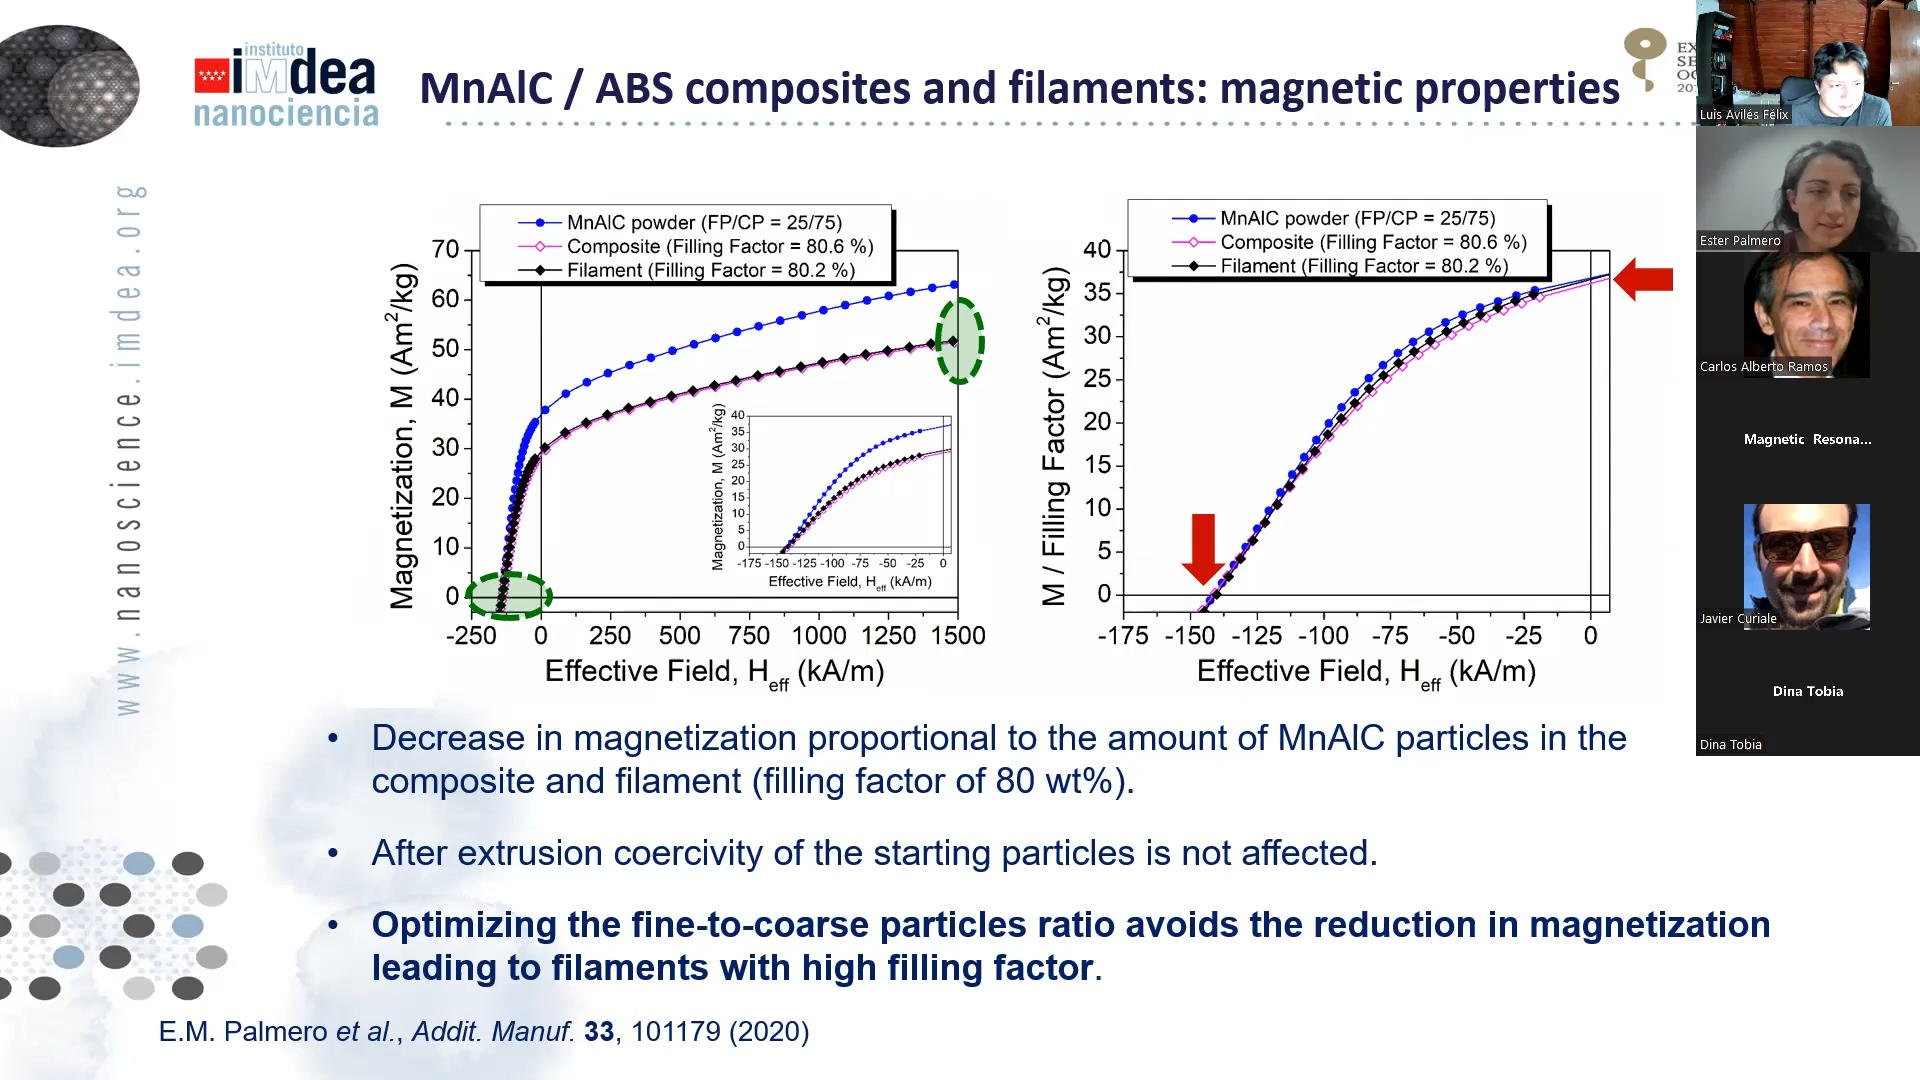 instituto
imdea
nanociencia
MnAlC / ABS composites and filaments: magnetic properties
www.nanoscience.imdea.org
MnAlC powder (FP/CP = 25/75)
Composite (Filling Factor = 80.6 %)
Filament (Filling Factor = 80.2 %)
Magnetization, M (Am²/kg)
70
60
50
40
30
20
10
0
-250 0 250 500 750 1000 1250 1500
Effective Field, Heff (kA/m)
Magnetization, M (Am²/kg)
40
35
30
25
20
15
10
5
0
-175 -150 -125 -100 -75 -50 -25 0
Effective Field, Heff (kA/m)
MnAlC powder (FP/CP = 25/75)
Composite (Filling Factor = 80.6 %)
Filament (Filling Factor = 80.2 %)
M / Filling Factor (Am²/kg)
40
35
30
25
20
15
10
5
0
-175 -150 -125 -100 -75 -50 -25 0
Effective Field, Heff (kA/m)
• Decrease in magnetization proportional to the amount of MnAlC particles in the
composite and filament (filling factor of 80 wt%).
• After extrusion coercivity of the starting particles is not affected.
• Optimizing the fine-to-coarse particles ratio avoids the reduction in magnetization
leading to filaments with high filling factor.
E.M. Palmero et al., Addit. Manuf. 33, 101179 (2020)
Luis Avilés Félix
Ester Palmero
Carlos Alberto Ramos
Magnetic Resona...
Javier Curiale
Dina Tobia
Dina Tobia